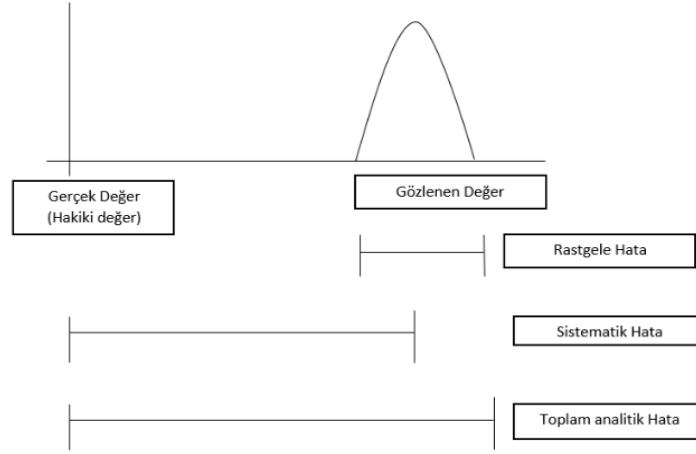 Gerçek Değer
(Hakiki değer)
Gözlenen Değer
Rastgele Hata
Sistematik Hata
Toplam analitik Hata